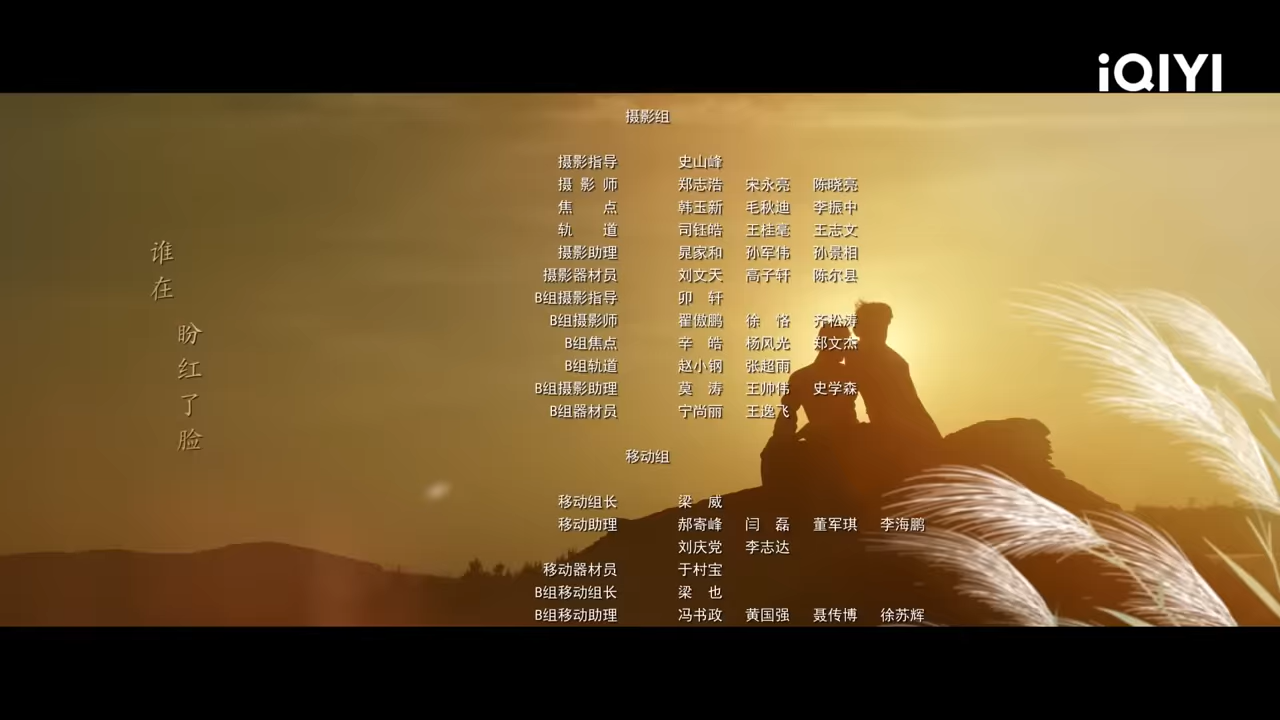 iQIYI
摄影组
摄影指导 史山峰
摄影师 郑志浩 宋永亮 陈晓亮
焦点 韩玉新 毛秋迪 李振中
轨道 司钰皓 王桂毫 王志文
摄影助理 晁家和 孙军伟 孙景相
摄影器材员 刘文天 高子轩 陈尔县
B组摄影指导 卯轩
B组摄影师 翟傲鹏 徐恪 齐松涛
B组焦点 辛皓 杨风光 郑文杰
B组轨道 赵小钢 张超雨
B组摄影助理 莫涛 王帅伟 史学森
B组器材员 宁尚丽 王逸飞
移动组
移动组长 梁威
移动助理 郝寄峰 闫磊 董军琪 李海鹏
刘庆党 李志达
移动器材员 于村宝
B组移动组长 梁也
B组移动助理 冯书政 黄国强 聂传博 徐苏辉
谁在
盼红了脸